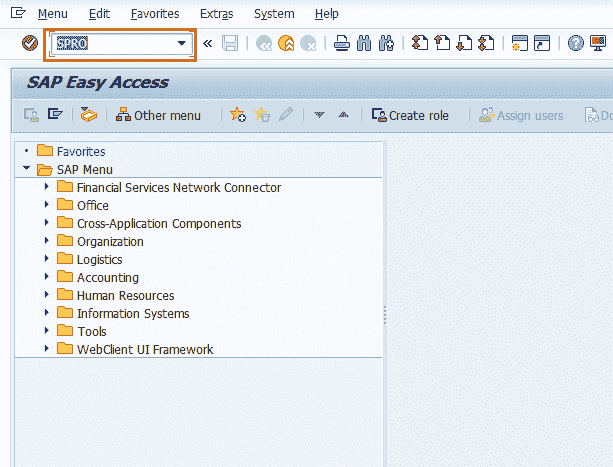 Menu Edit Favorites Extras System Help
SPRO
SAP Easy Access
Other menu Create role Assign users Do
Favorites
SAP Menu
Financial Services Network Connector
Office
Cross-Application Components
Organization
Logistics
Accounting
Human Resources
Information Systems
Tools
WebClient UI Framework